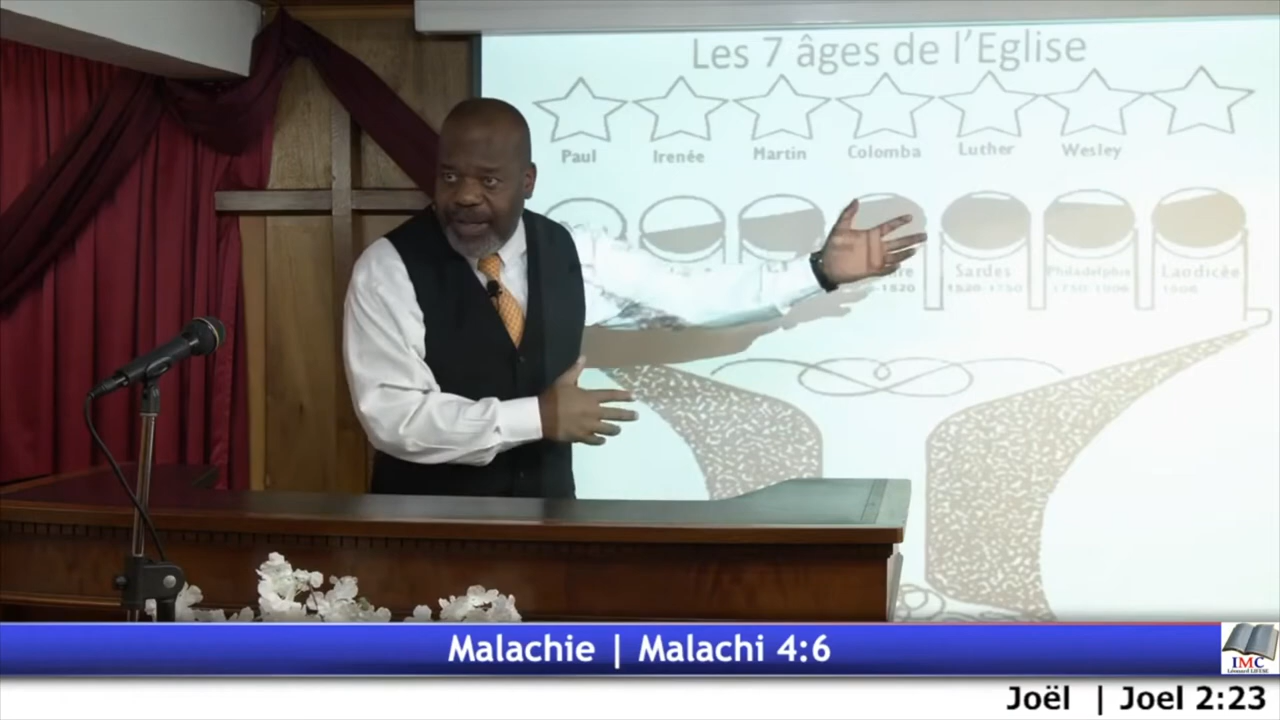 Les 7 âges de l’Eglise
Paul Irenée Martin Colomba Luther Wesley
Sardes Philadelphie Laodicée
1520-1750 1750-1906 1906
Malachie | Malachi 4:6
IMC
Joël | Joel 2:23